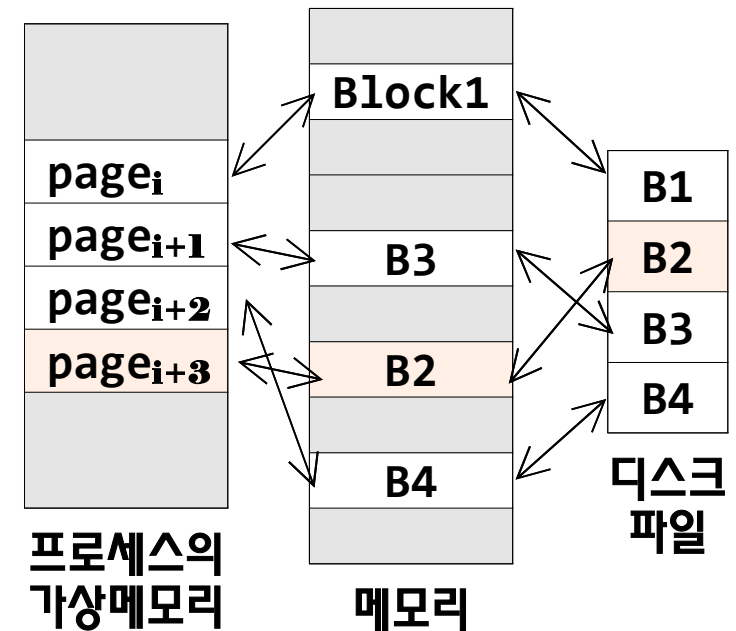 pageᵢ
pageᵢ₊₁
pageᵢ₊₂
pageᵢ₊₃
프로세스의
가상메모리
Block1
B3
B2
B4
메모리
B1
B2
B3
B4
디스크
파일